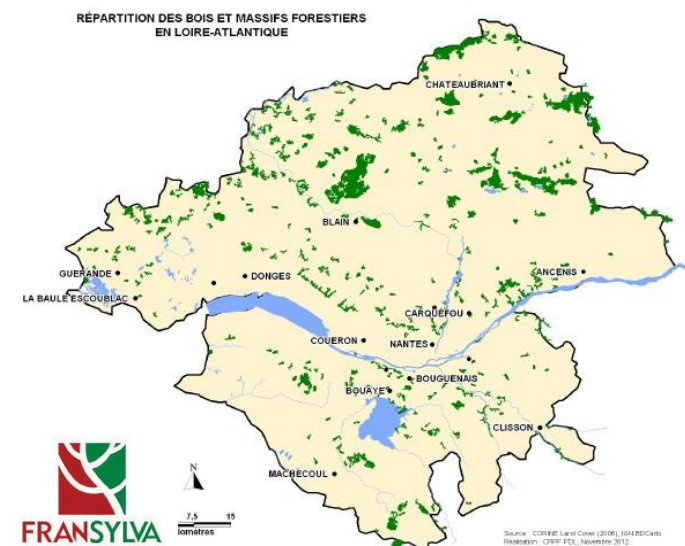 RÉPARTITION DES BOIS ET MASSIFS FORESTIERS
EN LOIRE-ATLANTIQUE
CHATEAUBRIANT
BLAIN
GUERANDE
DONGES
ANCENIS
LA BAULE ESCOUBLAC
CARQUEFOU
COUERON
NANTES
BOUGUENAIS
BOUAYE
CLISSON
MACHECOUL
N
7,5 15
lomètres
FRANSYLVA
Source : CORINE Land Cover (2006), IGN BDCarto
Réalisation : CRPF PDL, Novembre 2012